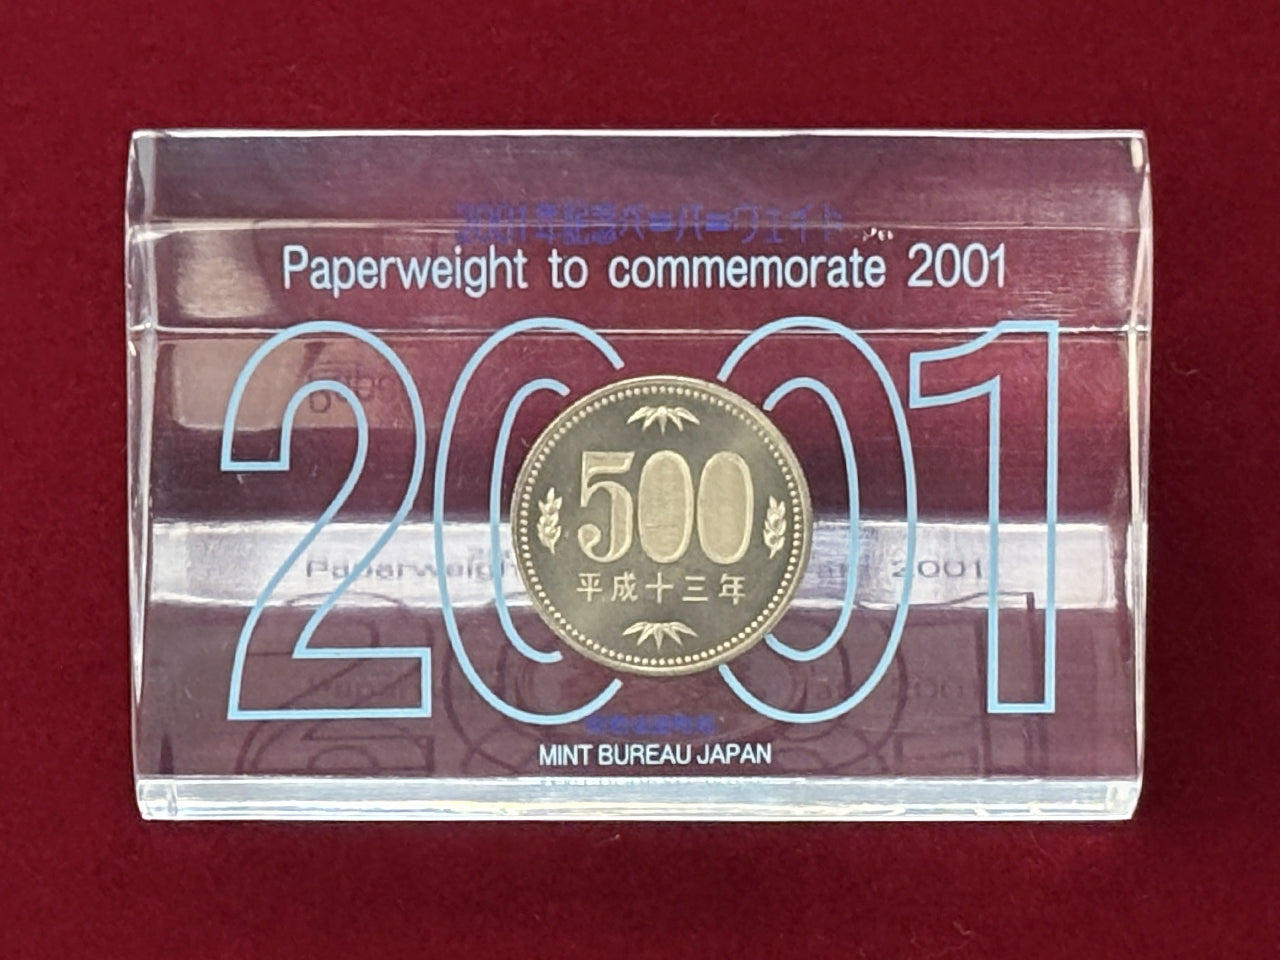 2001年記念ペーパーウェイト
Paperweight to commemorate 2001
2001
500
平成十三年
MINT BUREAU JAPAN